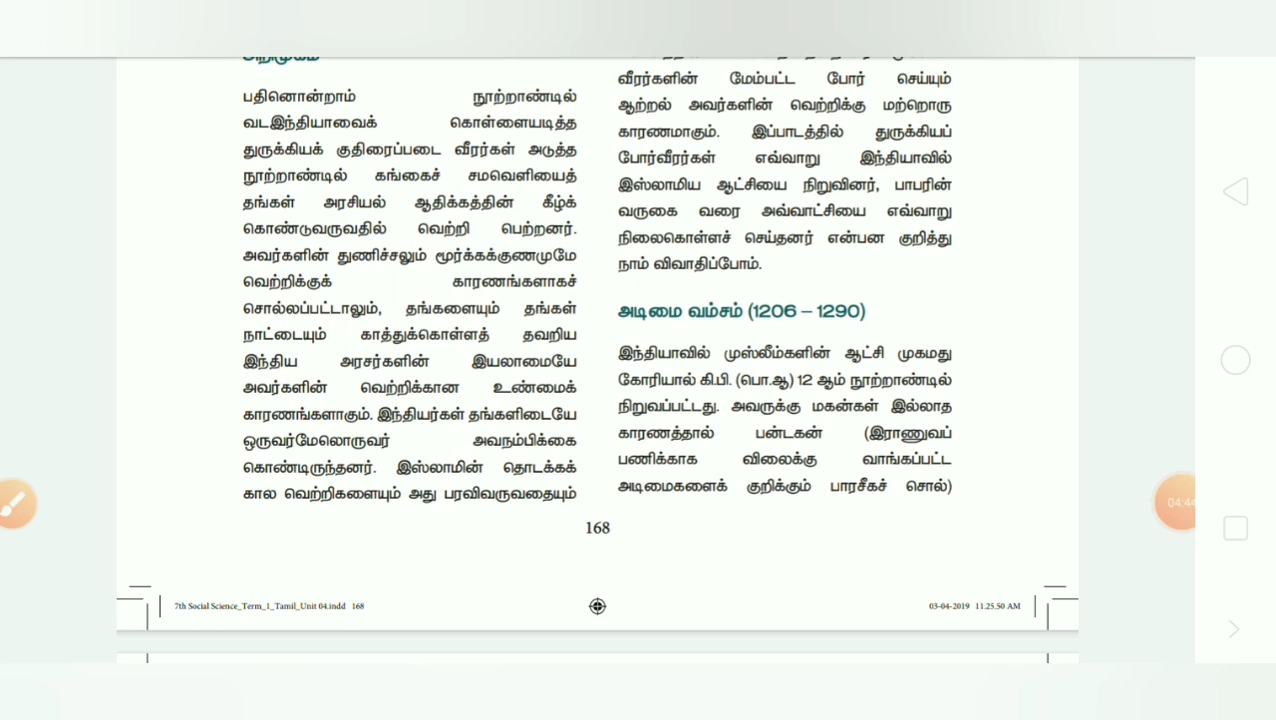 அறிமுகம்
பதினொன்றாம் நூற்றாண்டில்
வடஇந்தியாவைக் கொள்ளையடித்த
துருக்கியக் குதிரைப்படை வீரர்கள் அடுத்த
நூற்றாண்டில் கங்கைச் சமவெளியைத்
தங்கள் அரசியல் ஆதிக்கத்தின் கீழ்க்
கொண்டுவருவதில் வெற்றி பெற்றனர்.
அவர்களின் துணிச்சலும் மூர்க்கக்குணமுமே
வெற்றிக்குக் காரணங்களாகச்
சொல்லப்பட்டாலும், தங்களையும் தங்கள்
நாட்டையும் காத்துக்கொள்ளத் தவறிய
இந்திய அரசர்களின் இயலாமையே
அவர்களின் வெற்றிக்கான உண்மைக்
காரணங்களாகும். இந்தியர்கள் தங்களிடையே
ஒருவர்மேலொருவர் அவநம்பிக்கை
கொண்டிருந்தனர். இஸ்லாமின் தொடக்கக்
கால வெற்றிகளையும் அது பரவிவருவதையும்
வீரர்களின் மேம்பட்ட போர் செய்யும்
ஆற்றல் அவர்களின் வெற்றிக்கு மற்றொரு
காரணமாகும். இப்பாடத்தில் துருக்கியப்
போர்வீரர்கள் எவ்வாறு இந்தியாவில்
இஸ்லாமிய ஆட்சியை நிறுவினர், பாபரின்
வருகை வரை அவ்வாட்சியை எவ்வாறு
நிலைகொள்ளச் செய்தனர் என்பன குறித்து
நாம் விவாதிப்போம்.
அடிமை வம்சம் (1206 – 1290)
இந்தியாவில் முஸ்லீம்களின் ஆட்சி முகமது
கோரியால் கி.பி. (பொ.ஆ) 12 ஆம் நூற்றாண்டில்
நிறுவப்பட்டது. அவருக்கு மகன்கள் இல்லாத
காரணத்தால் பன்டகன் (இராணுவப்
பணிக்காக விலைக்கு வாங்கப்பட்ட
அடிமைகளைக் குறிக்கும் பாரசீகச் சொல்)
168
7th Social Science_Term_1_Tamil_Unit 04.indd 168
03-04-2019 11.25.50 AM